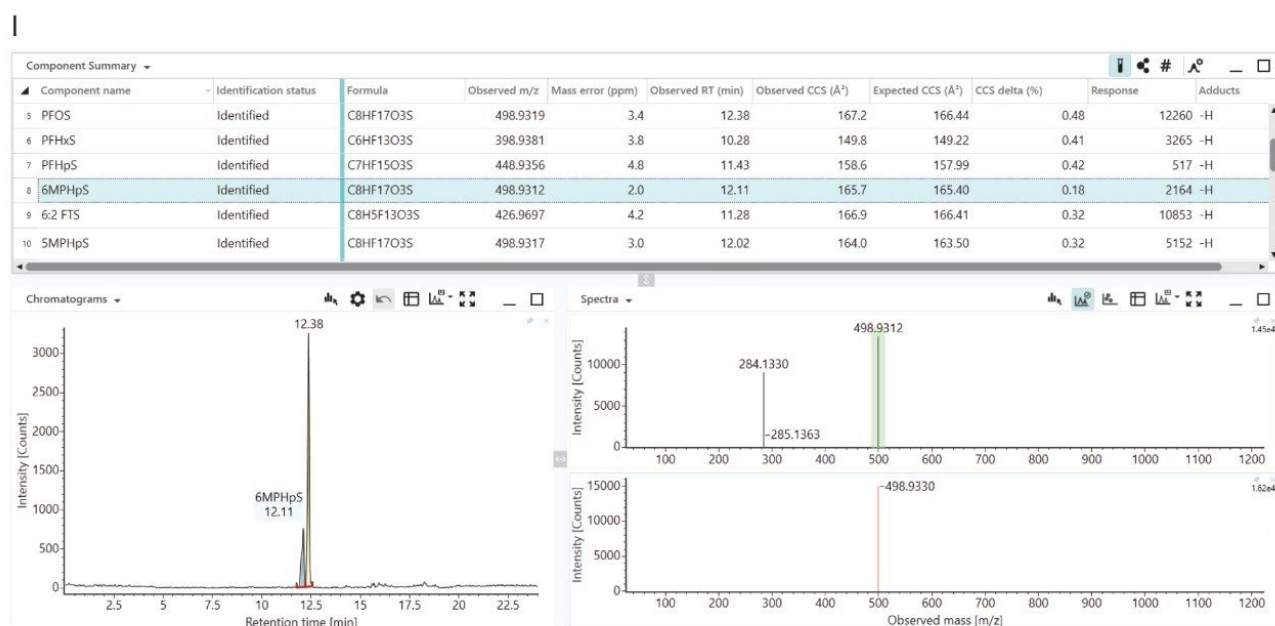 Component Summary
Component name Identification status Formula Observed m/z Mass error (ppm) Observed RT (min) Observed CCS (Å²) Expected CCS (Å²) CCS delta (%) Response Adducts
5 PFOS Identified C8HF17O3S 498.9319 3.4 12.38 167.2 166.44 0.48 12260 -H
6 PFHxS Identified C6HF13O3S 398.9381 3.8 10.28 149.8 149.22 0.41 3265 -H
7 PFHpS Identified C7HF15O3S 448.9356 4.8 11.43 158.6 157.99 0.42 517 -H
8 6MPHpS Identified C8HF17O3S 498.9312 2.0 12.11 165.7 165.40 0.18 2164 -H
9 6:2 FTS Identified C8H5F13O3S 426.9697 4.2 11.28 166.9 166.41 0.32 10853 -H
10 5MPHpS Identified C8HF17O3S 498.9317 3.0 12.02 164.0 163.50 0.32 5152 -H
Chromatograms
12.38
3000
2500
2000
1500
1000
500
0
6MPHpS
12.11
2.5 5 7.5 10 12.5 15 17.5 20 22.5
Intensity [Counts]
Retention time [min]
Spectra
1.45e4
498.9312
284.1330
285.1363
10000
5000
0
Intensity [Counts]
100 200 300 400 500 600 700 800 900 1000 1100 1200
1.62e4
498.9330
15000
10000
5000
0
Intensity [Counts]
100 200 300 400 500 600 700 800 900 1000 1100 1200
Observed mass [m/z]